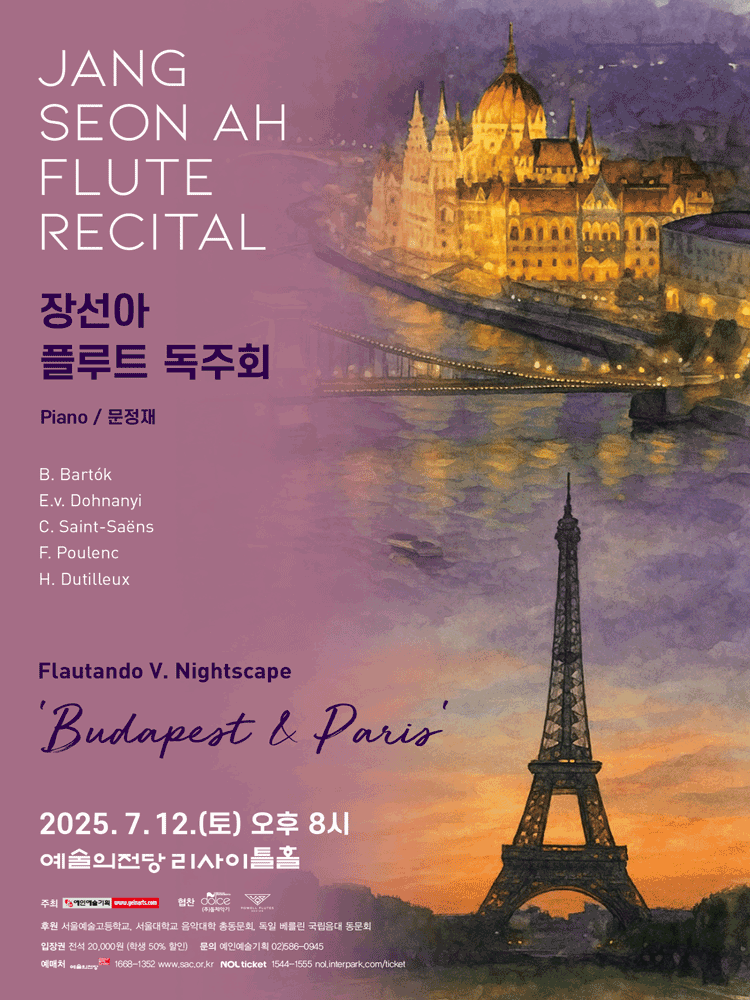 JANG
SEON AH
FLUTE
RECITAL
장선아
플루트 독주회
Piano / 문정재
B. Bartók
E.v. Dohnanyi
C. Saint-Saëns
F. Poulenc
H. Dutilleux
Flautando V. Nightscape
'Budapest & Paris'
2025. 7. 12.(토) 오후 8시
예술의전당 리사이틀홀
주최 예인예술기획 www.yeinarts.com 협찬 dolce (주)돌체악기 POWELL FLUTES
후원 서울예술고등학교, 서울대학교 음악대학 총동문회, 독일 베를린 국립음대 동문회
입장권 전석 20,000원 (학생 50% 할인) 문의 예인예술기획 02)586-0945
예매처 예술의전당 1668-1352 www.sac.or.kr NOL ticket 1544-1555 nol.interpark.com/ticket